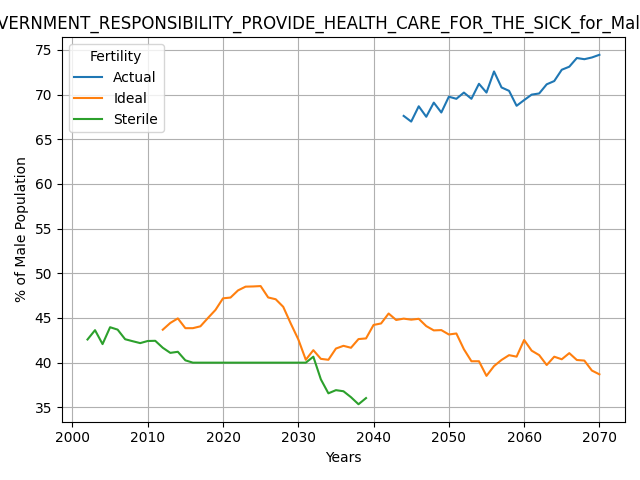 VERNMENT_RESPONSIBILITY_PROVIDE_HEALTH_CARE_FOR_THE_SICK_for_Mal
Fertility
Actual
Ideal
Sterile
% of Male Population
75
70
65
60
55
50
45
40
35
2000 2010 2020 2030 2040 2050 2060 2070
Years